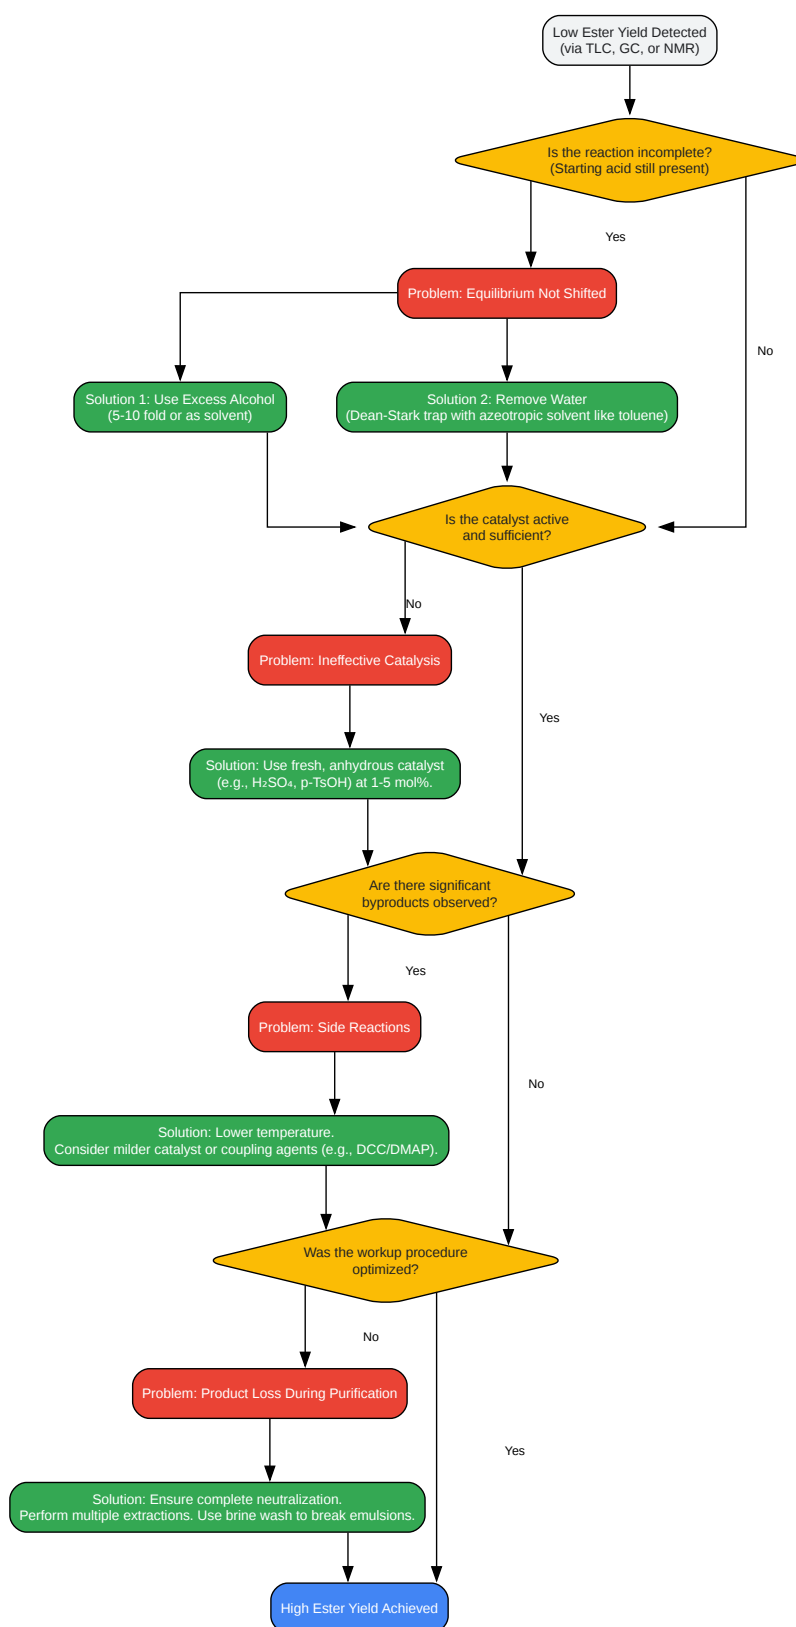 Low Ester Yield Detected
(via TLC, GC, or NMR)
Is the reaction incomplete?
(Starting acid still present)
Yes
Problem: Equilibrium Not Shifted
No
Solution 1: Use Excess Alcohol
(5-10 fold or as solvent)
Solution 2: Remove Water
(Dean-Stark trap with azeotropic solvent like toluene)
Is the catalyst active
and sufficient?
No
Problem: Ineffective Catalysis
Yes
Solution: Use fresh, anhydrous catalyst
(e.g., H₂SO₄, p-TsOH) at 1-5 mol%.
Are there significant
byproducts observed?
Yes
Problem: Side Reactions
No
Solution: Lower temperature.
Consider milder catalyst or coupling agents (e.g., DCC/DMAP).
Was the workup procedure
optimized?
No
Problem: Product Loss During Purification
Yes
Solution: Ensure complete neutralization.
Perform multiple extractions. Use brine wash to break emulsions.
High Ester Yield Achieved